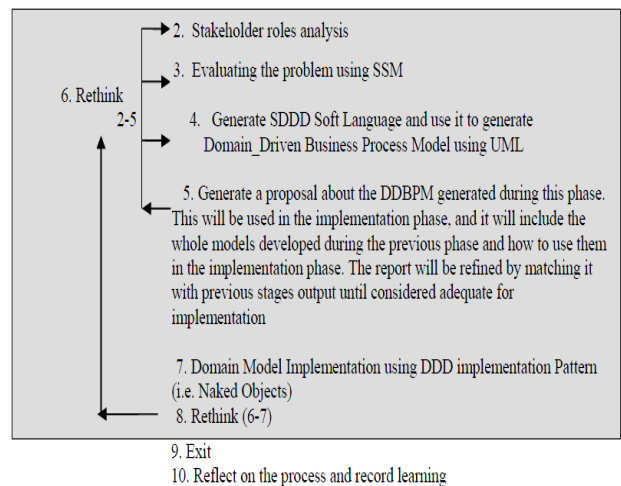 2. Stakeholder roles analysis
3. Evaluating the problem using SSM
6. Rethink
2-5
4. Generate SDDD Soft Language and use it to generate
Domain_Driven Business Process Model using UML
5. Generate a proposal about the DDBPM generated during this phase.
This will be used in the implementation phase, and it will include the
whole models developed during the previous phase and how to use them
in the implementation phase. The report will be refined by matching it
with previous stages output until considered adequate for
implementation
7. Domain Model Implementation using DDD implementation Pattern
(i.e. Naked Objects)
8. Rethink (6-7)
9. Exit
10. Reflect on the process and record learning